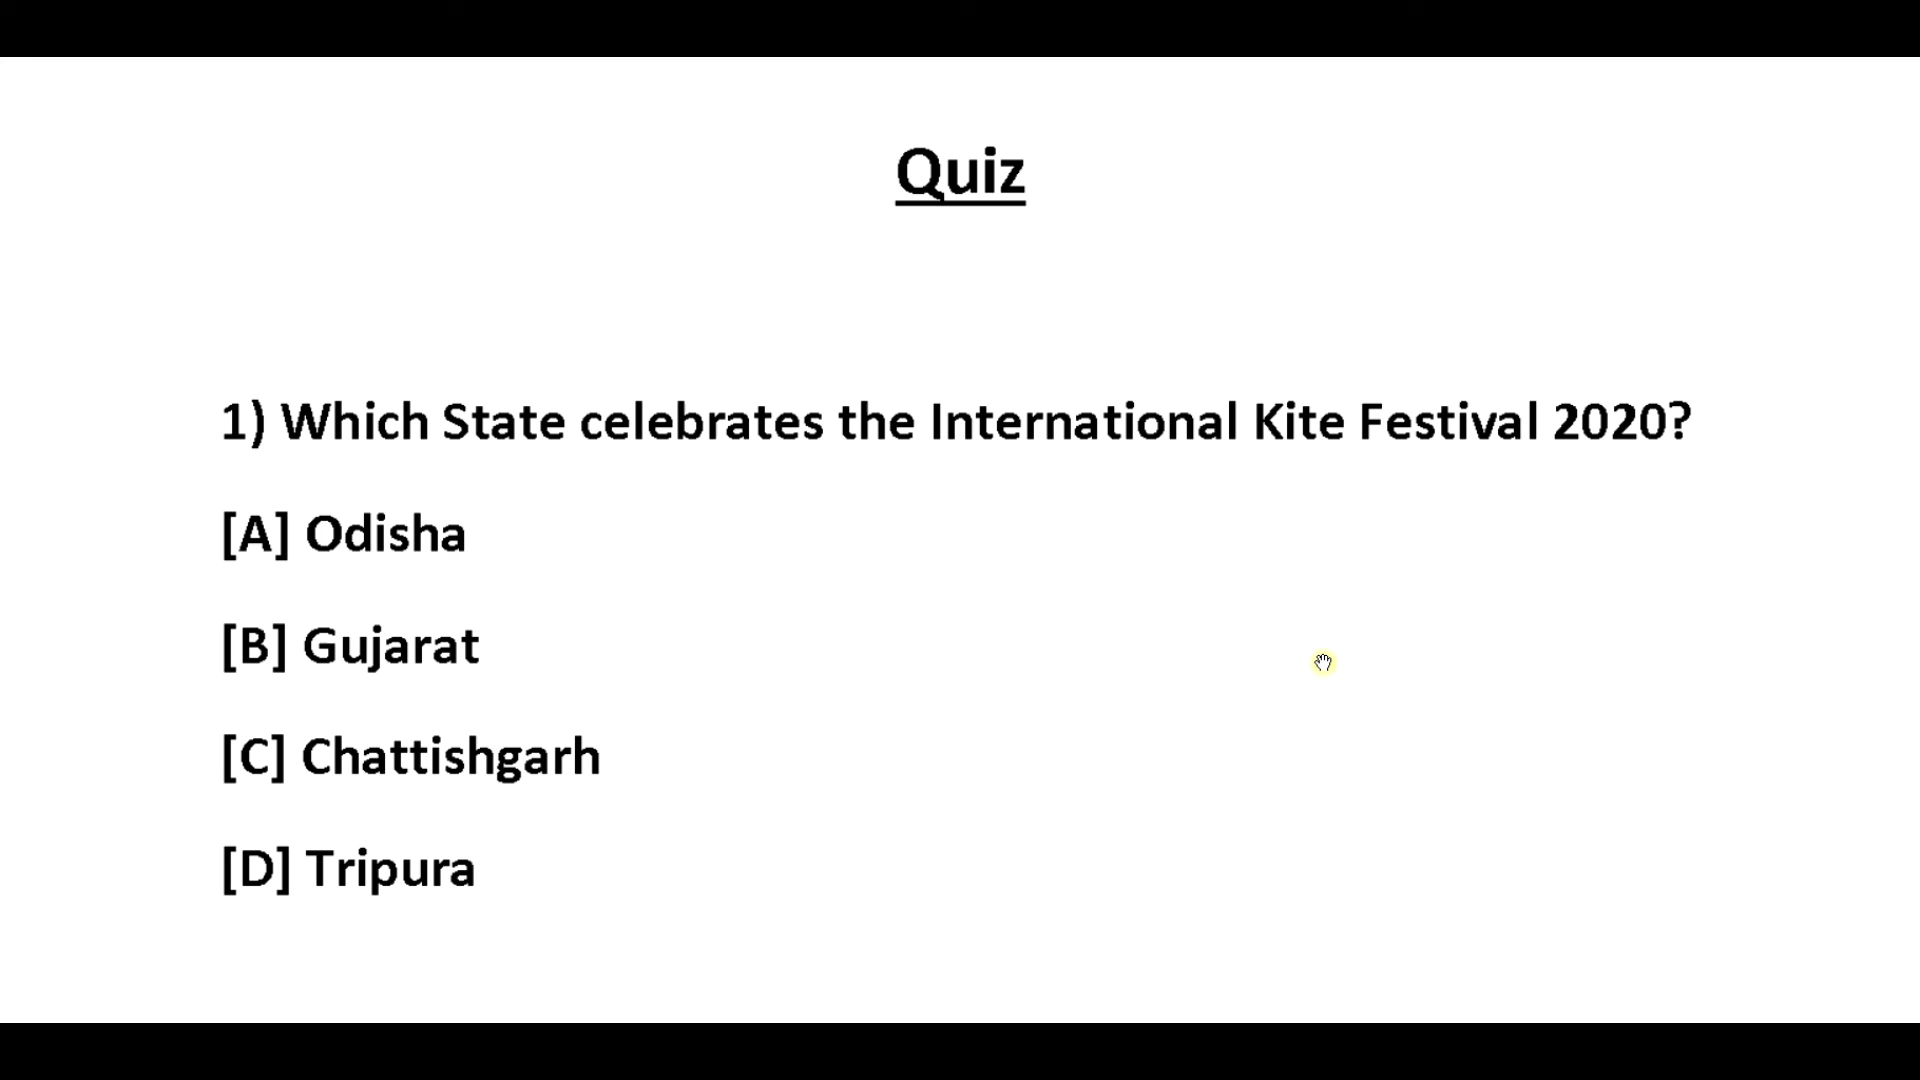 Quiz
1) Which State celebrates the International Kite Festival 2020?
[A] Odisha
[B] Gujarat
[C] Chattishgarh
[D] Tripura